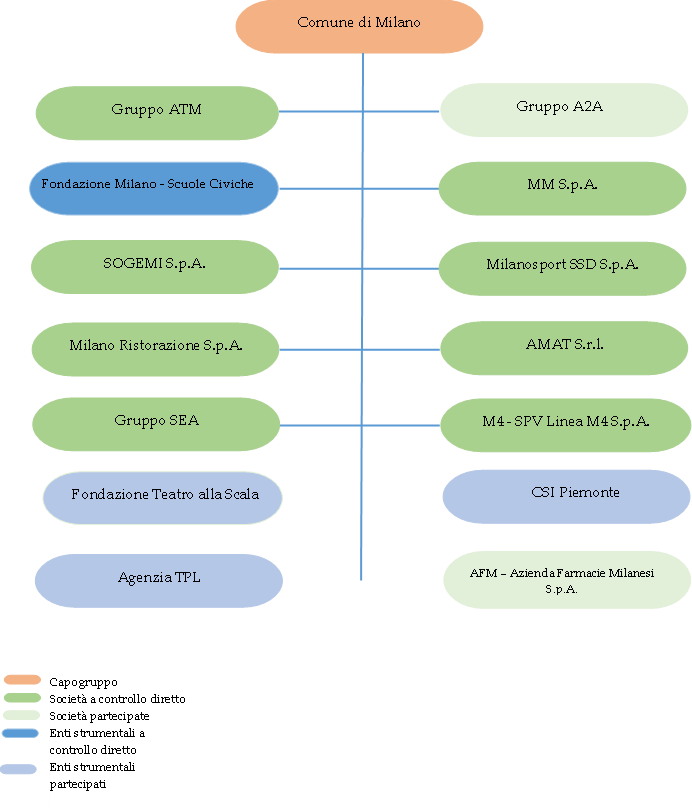 Comune di Milano
Gruppo ATM
Gruppo A2A
Fondazione Milano - Scuole Civiche
MM S.p.A.
SOGEMI S.p.A.
Milanosport SSD S.p.A.
Milano Ristorazione S.p.A.
AMAT S.r.l.
Gruppo SEA
M4 - SPV Linea M4 S.p.A.
Fondazione Teatro alla Scala
CSI Piemonte
Agenzia TPL
AFM – Azienda Farmacie Milanesi
S.p.A.
Capogruppo
Società a controllo diretto
Società partecipate
Enti strumentali a
controllo diretto
Enti strumentali
partecipati